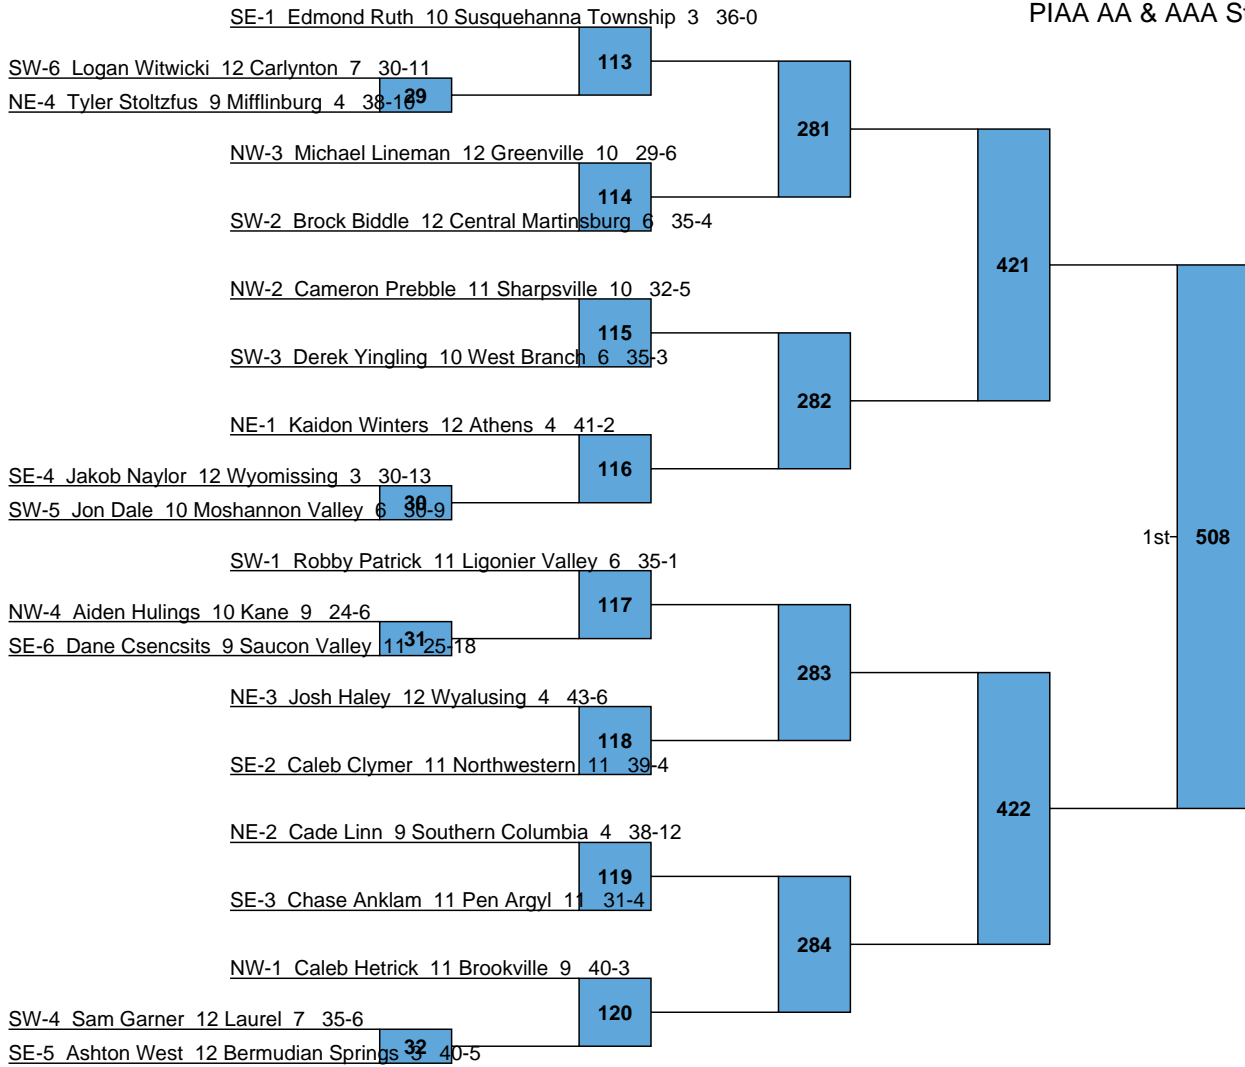 PIAA AA & AAA S
SE-1 Edmond Ruth 10 Susquehanna Township 3 36-0
113
SW-6 Logan Witwicki 12 Carlynton 7 30-11
29
NE-4 Tyler Stoltzfus 9 Mifflinburg 4 38-10
281
NW-3 Michael Lineman 12 Greenville 10 29-6
114
SW-2 Brock Biddle 12 Central Martinsburg 6 35-4
421
NW-2 Cameron Prebble 11 Sharpsville 10 32-5
115
SW-3 Derek Yingling 10 West Branch 6 35-3
282
NE-1 Kaidon Winters 12 Athens 4 41-2
116
SE-4 Jakob Naylor 12 Wyomissing 3 30-13
30
SW-5 Jon Dale 10 Moshannon Valley 6 30-9
1st
508
SW-1 Robby Patrick 11 Ligonier Valley 6 35-1
117
NW-4 Aiden Hulings 10 Kane 9 24-6
31
SE-6 Dane Csencsits 9 Saucon Valley 11 25-18
283
NE-3 Josh Haley 12 Wyalusing 4 43-6
118
SE-2 Caleb Clymer 11 Northwestern 11 39-4
422
NE-2 Cade Linn 9 Southern Columbia 4 38-12
119
SE-3 Chase Anklam 11 Pen Argyl 11 31-4
284
NW-1 Caleb Hetrick 11 Brookville 9 40-3
120
SW-4 Sam Garner 12 Laurel 7 35-6
32
SE-5 Ashton West 12 Bermudian Springs 3 40-5